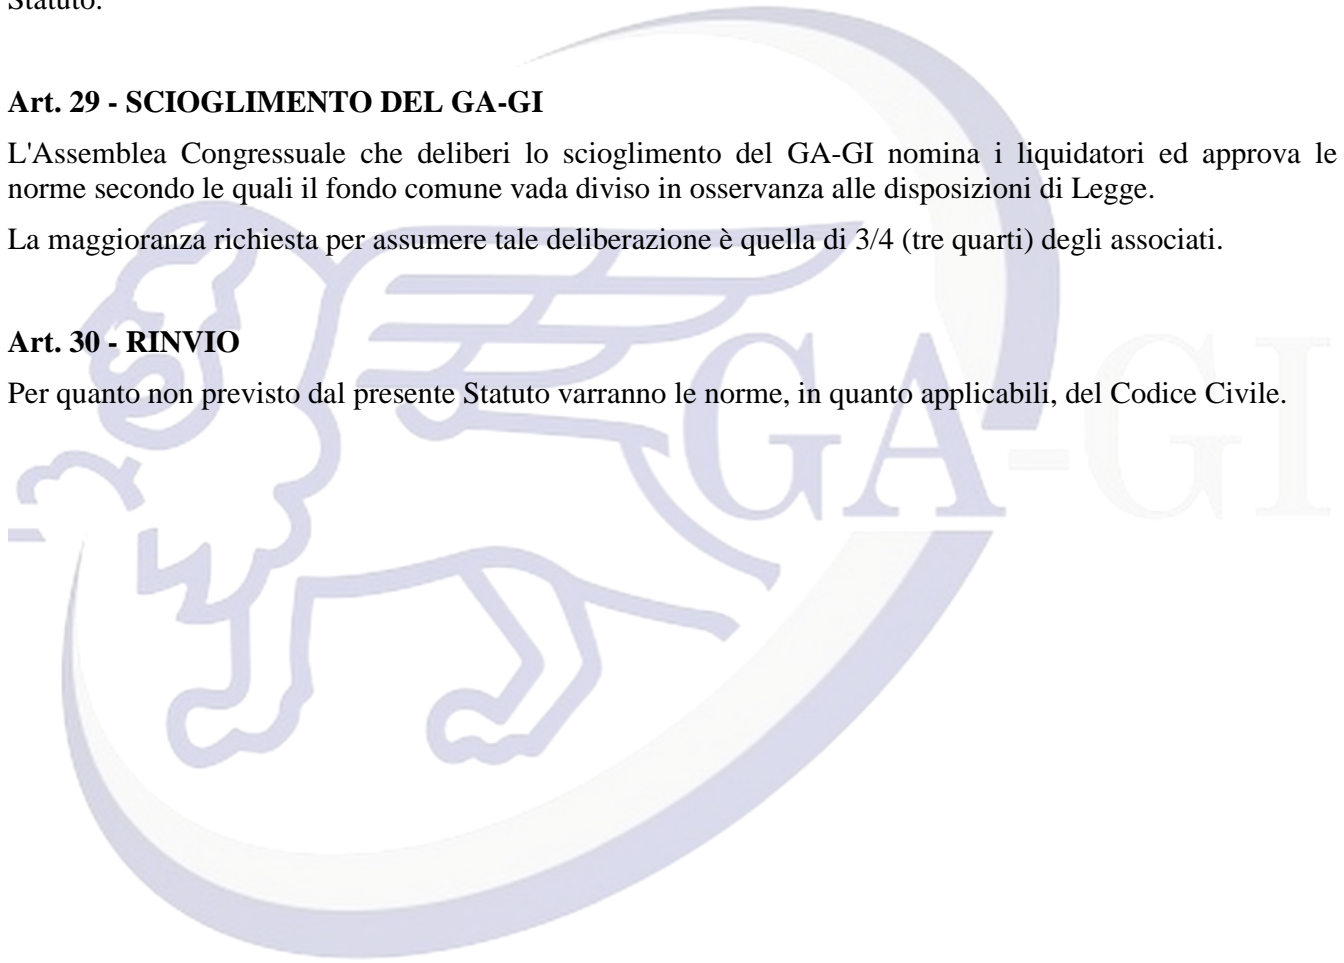 Statuto.
Art. 29 - SCIOGLIMENTO DEL GA-GI
L'Assemblea Congressuale che deliberi lo scioglimento del GA-GI nomina i liquidatori ed approva le
norme secondo le quali il fondo comune vada diviso in osservanza alle disposizioni di Legge.
La maggioranza richiesta per assumere tale deliberazione è quella di 3/4 (tre quarti) degli associati.
Art. 30 - RINVIO
Per quanto non previsto dal presente Statuto varranno le norme, in quanto applicabili, del Codice Civile.
GA-GI